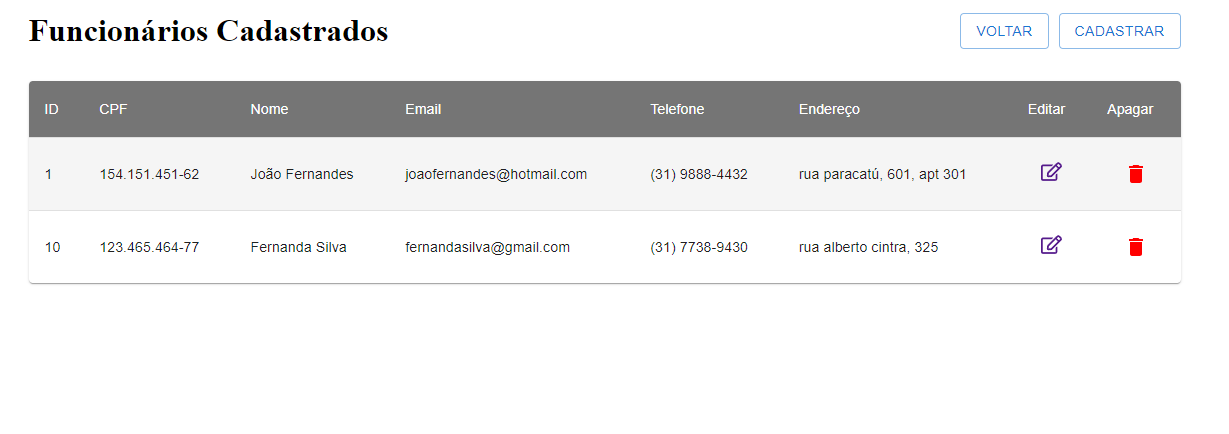 Funcionários Cadastrados VOLTAR CADASTRAR
ID CPF Nome Email Telefone Endereço Editar Apagar
1 154.151.451-62 João Fernandes joaofernandes@hotmail.com (31) 9888-4432 rua paracatú, 601, apt 301
10 123.465.464-77 Fernanda Silva fernandasilva@gmail.com (31) 7738-9430 rua alberto cintra, 325